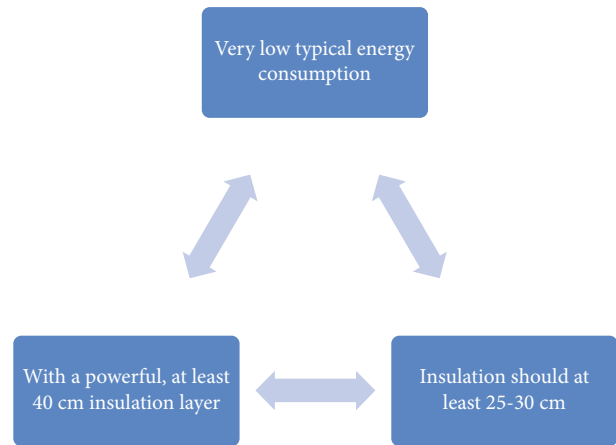 Very low typical energy
consumption
With a powerful, at least
40 cm insulation layer
Insulation should at
least 25-30 cm